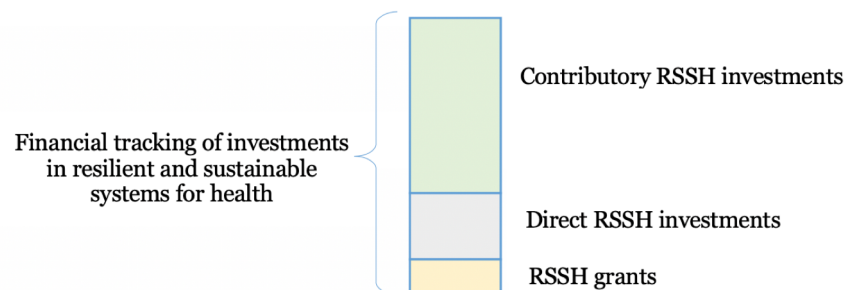 Contributory RSSH investments
Financial tracking of investments
in resilient and sustainable
systems for health
Direct RSSH investments
RSSH grants